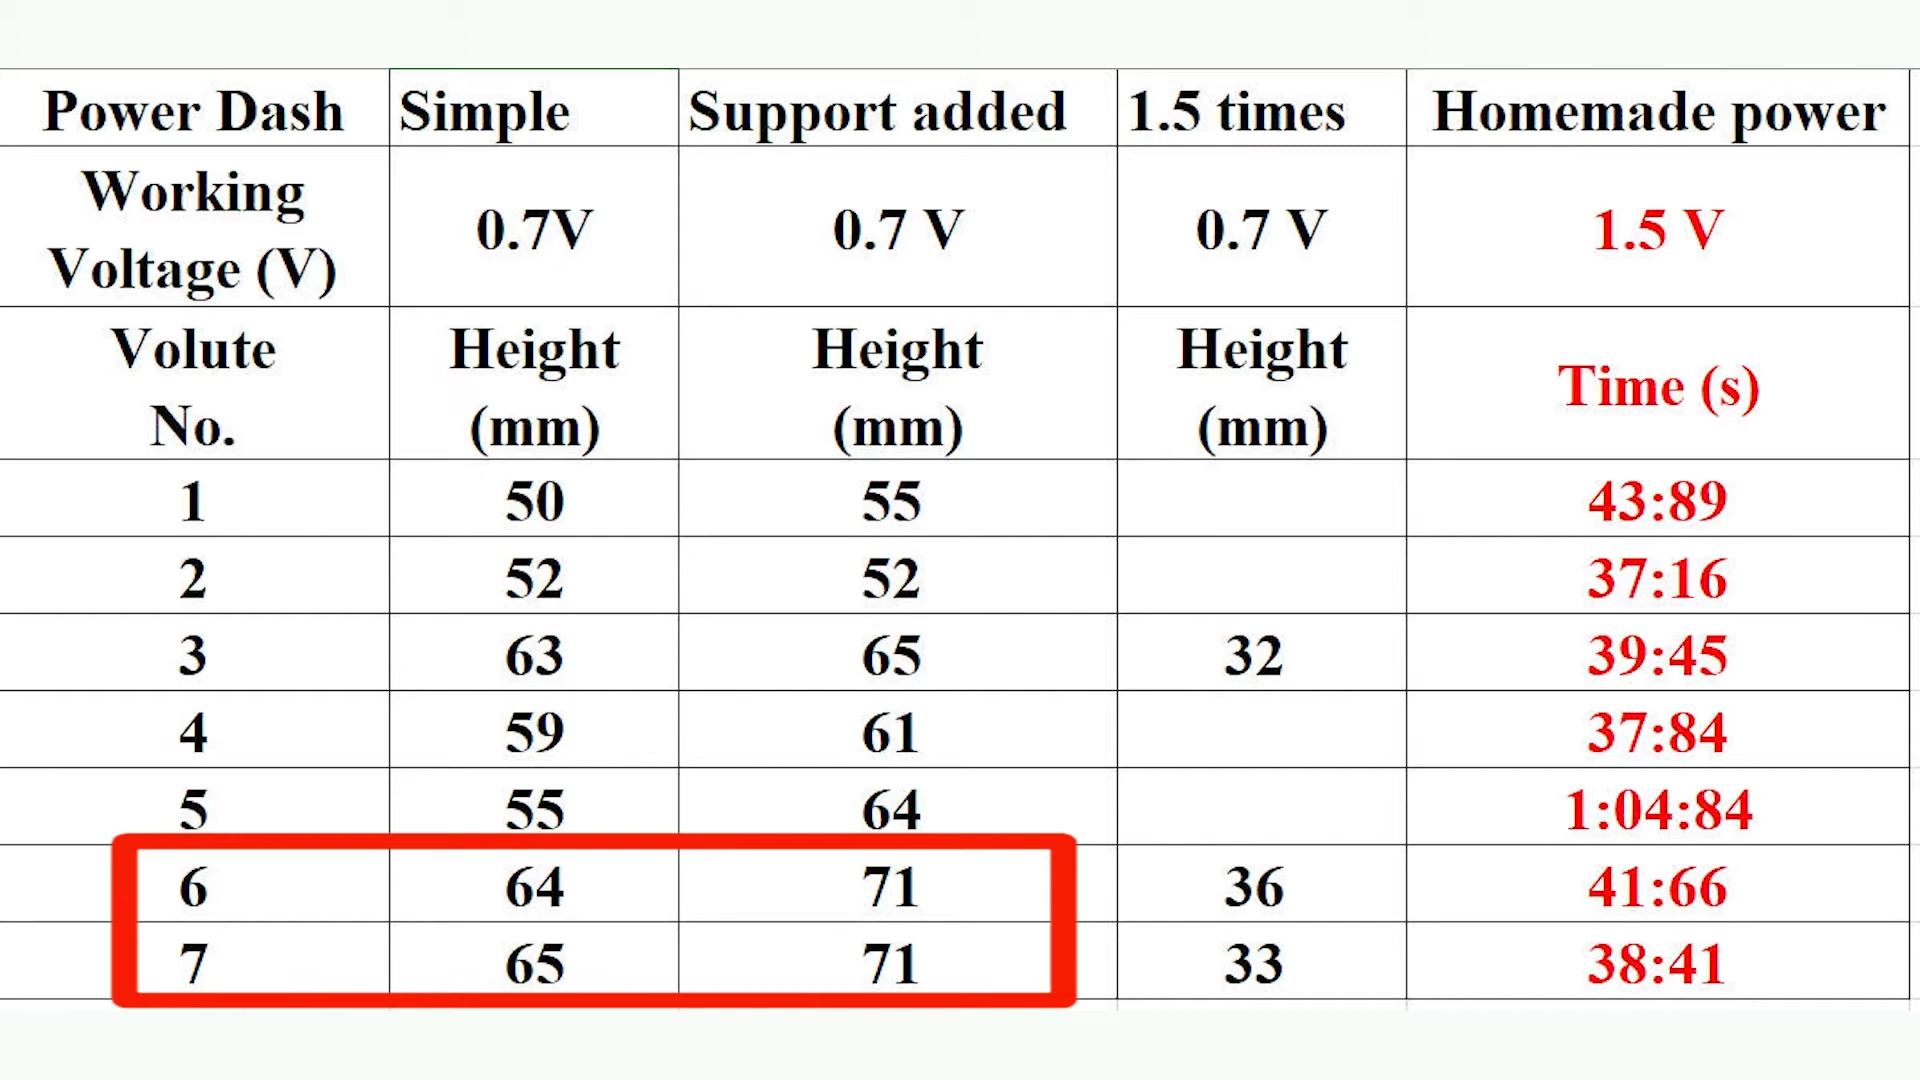 Power Dash Simple Support added 1.5 times Homemade power
Working Voltage (V) 0.7V 0.7 V 0.7 V 1.5 V
Volute No. Height (mm) Height (mm) Height (mm) Time (s)
1 50 55 43:89
2 52 52 37:16
3 63 65 32 39:45
4 59 61 37:84
5 55 64 1:04:84
6 64 71 36 41:66
7 65 71 33 38:41